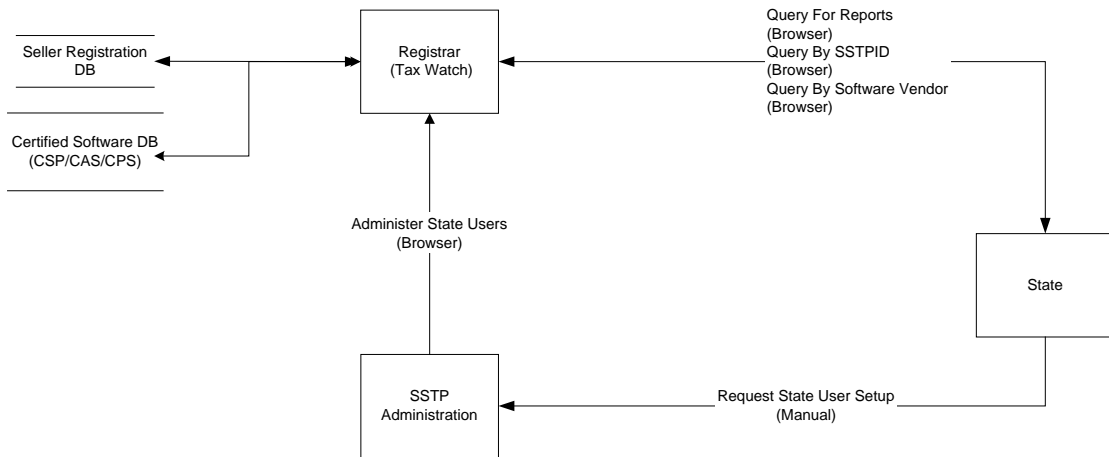 Seller Registration
DB
Certified Software DB
(CSP/CAS/CPS)
Registrar
(Tax Watch)
Query For Reports
(Browser)
Query By SSTPID
(Browser)
Query By Software Vendor
(Browser)
Administer State Users
(Browser)
State
SSTP
Administration
Request State User Setup
(Manual)